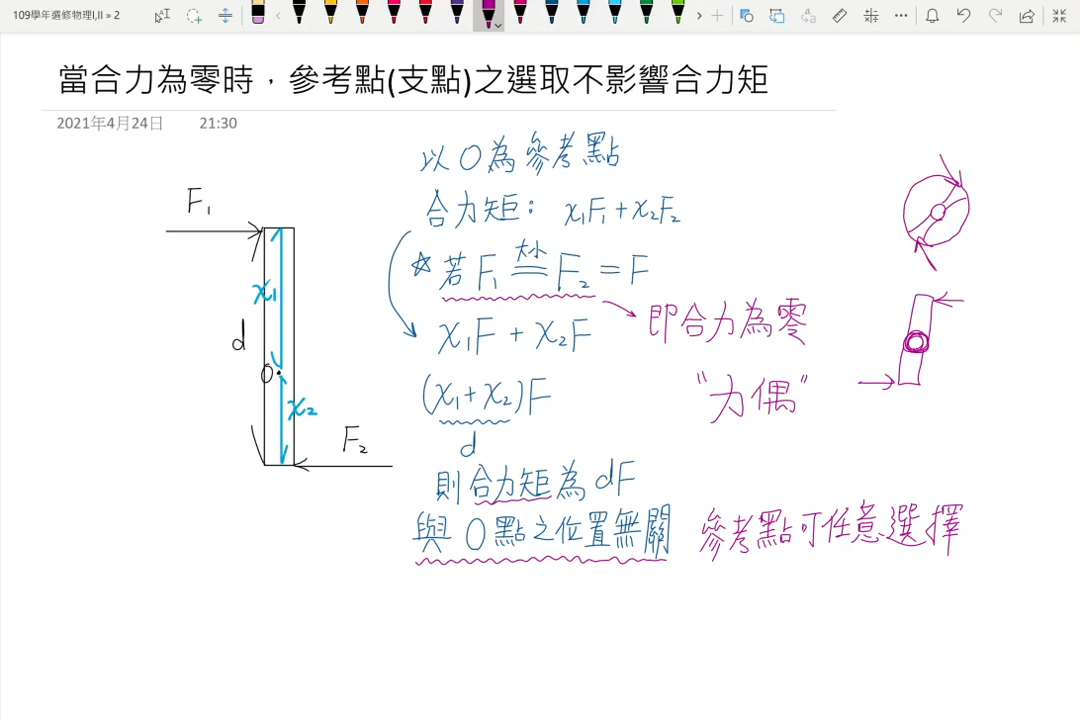 109學年選修物理I,II » 2
當合力為零時，參考點(支點)之選取不影響合力矩
2021年4月24日 21:30
以O為參考點
合力矩: x₁F₁+x₂F₂
☆若F₁ 大小= F₂ = F
即合力為零
x₁F + x₂F
(x₁+x₂)F
d
"力偶"
則合力矩為dF
與O點之位置無關
參考點可任意選擇
F₁
x₁
d
O
x₂
F₂